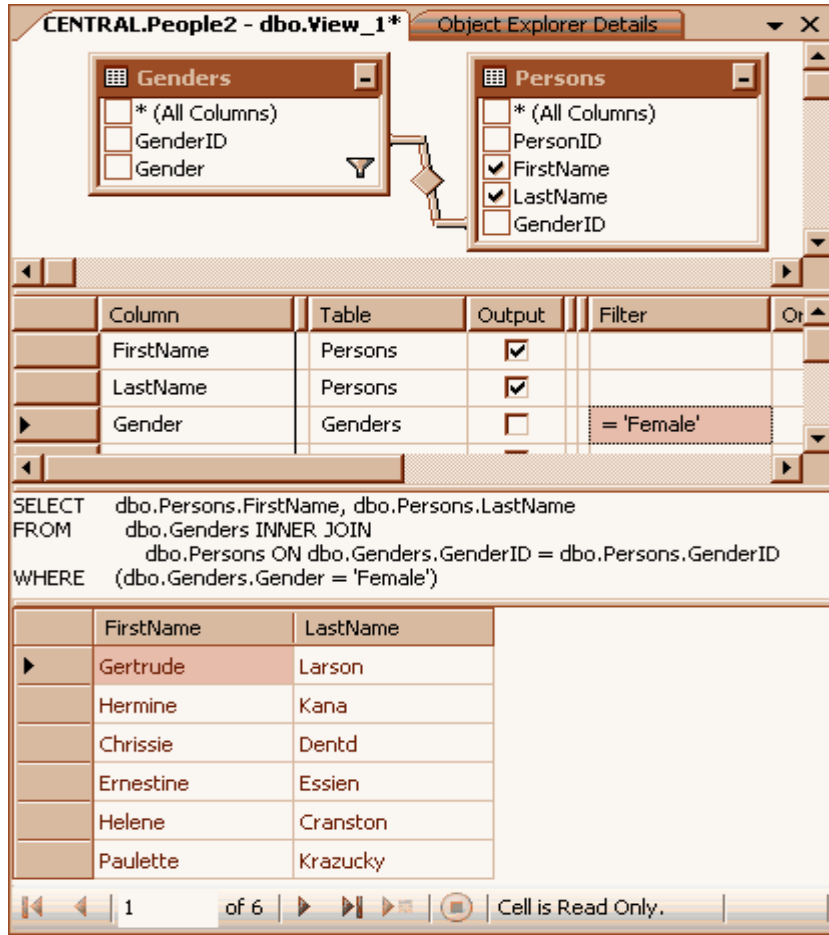 CENTRAL.People2 - dbo.View_1* Object Explorer Details
Genders Persons
* (All Columns) * (All Columns)
GenderID PersonID
Gender FirstName
LastName
GenderID
Column Table Output Filter Or
FirstName Persons
LastName Persons
Gender Genders = 'Female'
SELECT dbo.Persons.FirstName, dbo.Persons.LastName
FROM dbo.Genders INNER JOIN
dbo.Persons ON dbo.Genders.GenderID = dbo.Persons.GenderID
WHERE (dbo.Genders.Gender = 'Female')
FirstName LastName
Gertrude Larson
Hermine Kana
Chrissie Dentd
Ernestine Essien
Helene Cranston
Paulette Krazucky
1 of 6 Cell is Read Only.